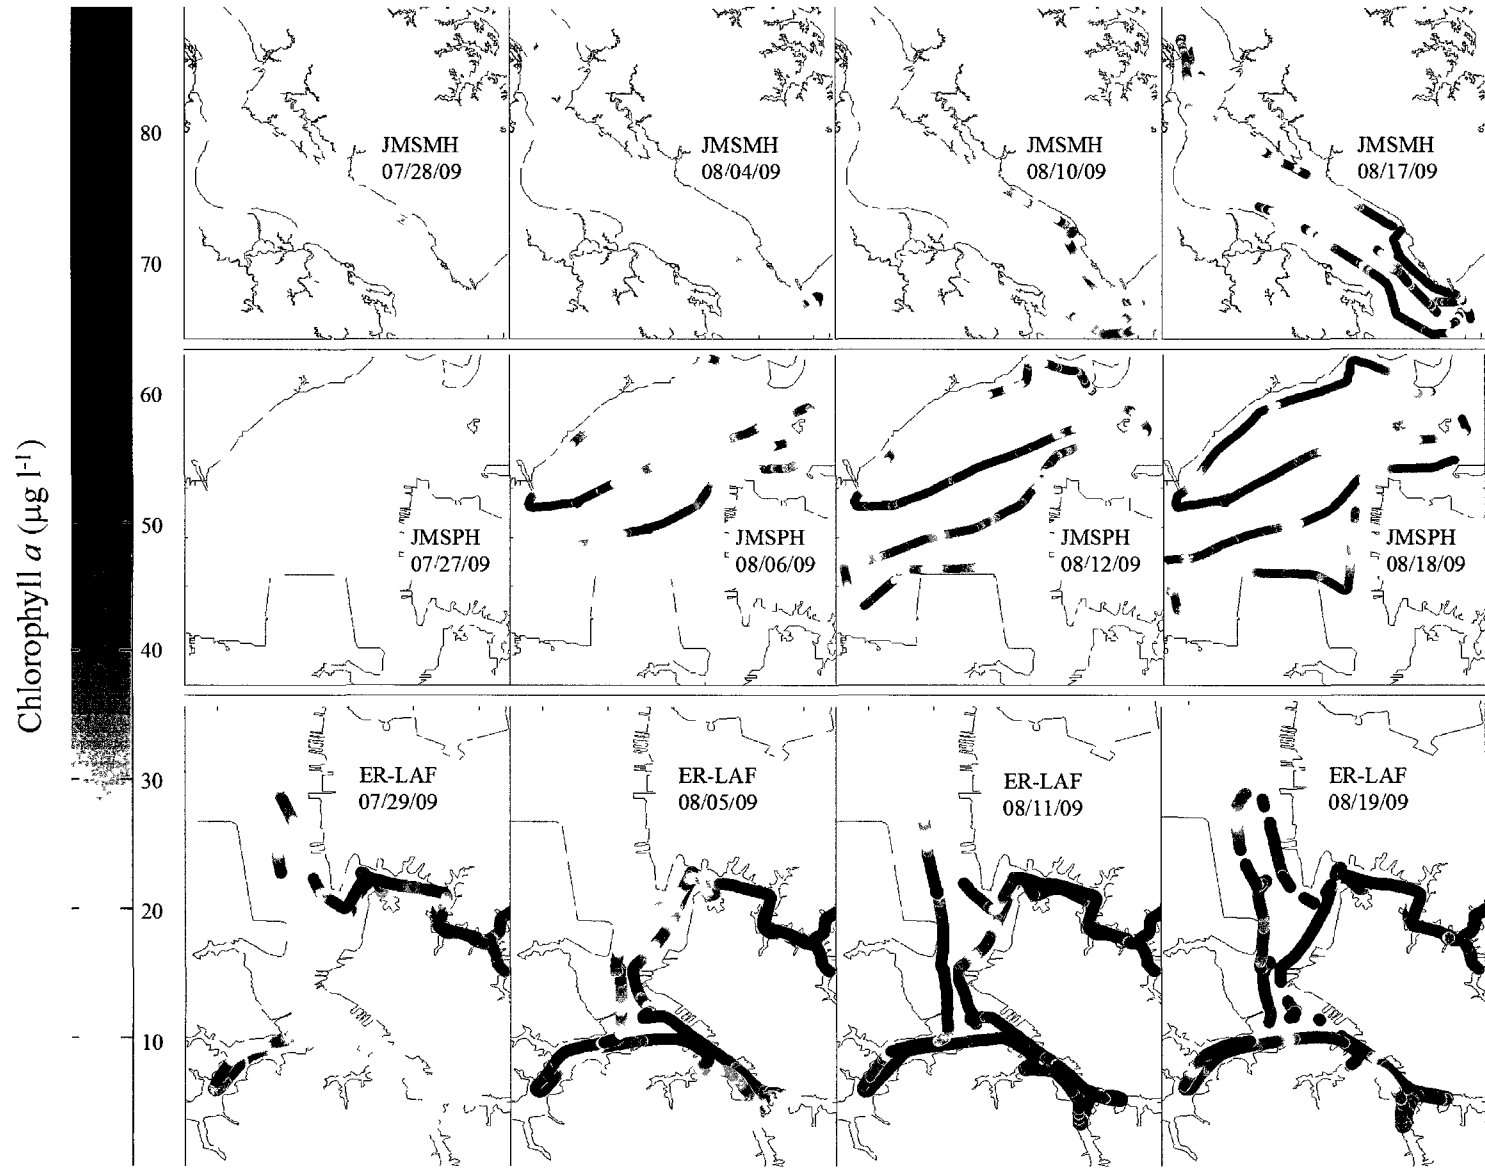 Chlorophyll a (µg l-1)
80
70
60
50
40
30
20
10
JMSMH
07/28/09
JMSMH
08/04/09
JMSMH
08/10/09
JMSMH
08/17/09
JMSPH
07/27/09
JMSPH
08/06/09
JMSPH
08/12/09
JMSPH
08/18/09
ER-LAF
07/29/09
ER-LAF
08/05/09
ER-LAF
08/11/09
ER-LAF
08/19/09